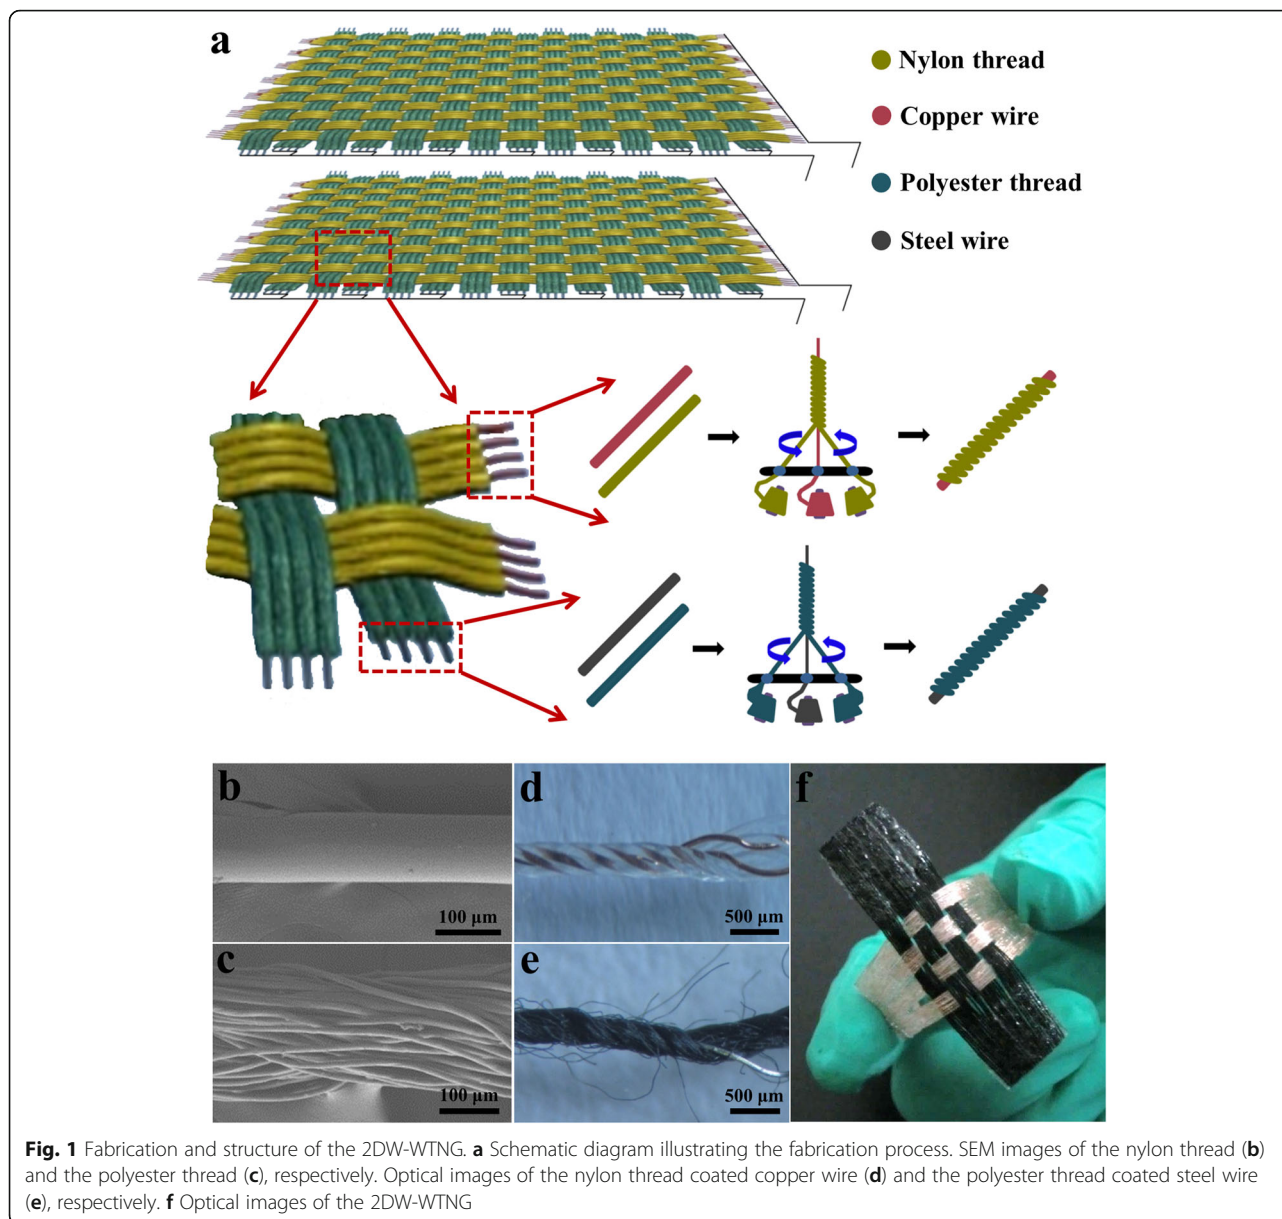 a
Nylon thread
Copper wire
Polyester thread
Steel wire
b
100 µm
c
100 µm
d
500 µm
e
500 µm
f
Fig. 1 Fabrication and structure of the 2DW-WTNG. a Schematic diagram illustrating the fabrication process. SEM images of the nylon thread (b)
and the polyester thread (c), respectively. Optical images of the nylon thread coated copper wire (d) and the polyester thread coated steel wire
(e), respectively. f Optical images of the 2DW-WTNG